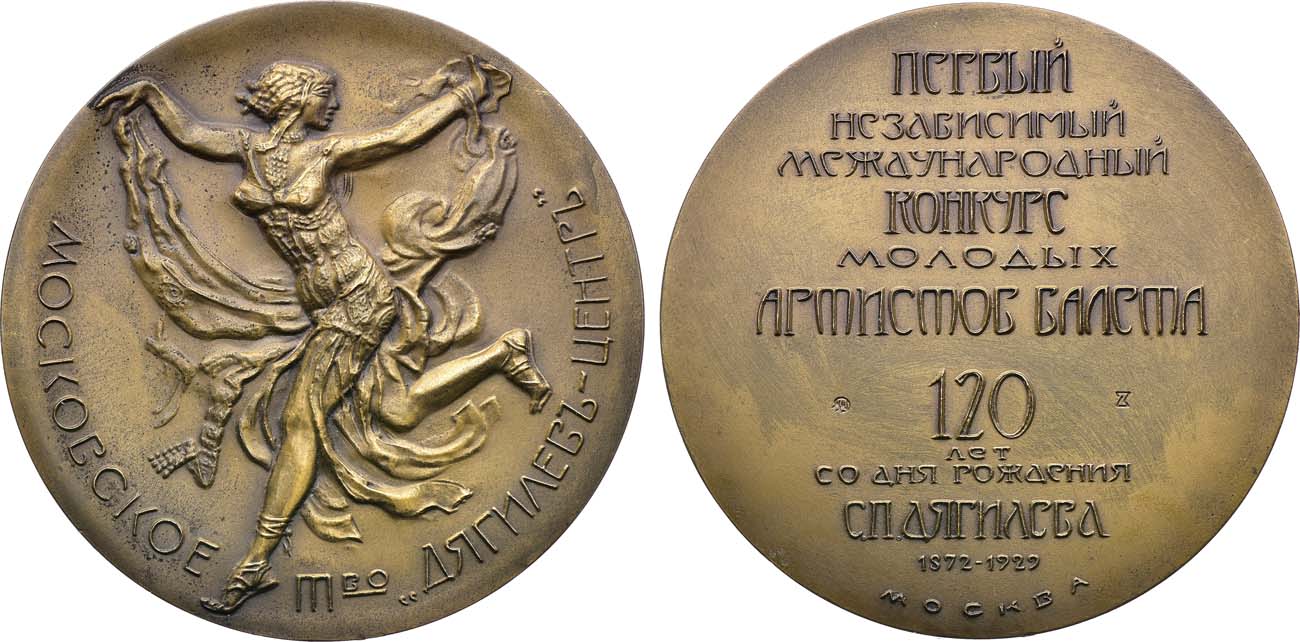 МОСКОВСКОЕ Тво „ДЯГИЛЕВЪ-ЦЕНТРЪ“
ПЕРВЫЙ
НЕЗАВИСИМЫЙ
МЕЖДУНАРОДНЫЙ
КОНКУРС
МОЛОДЫХ
АРТИСТОВ БАЛЕТА
120
ЛЕТ
СО ДНЯ РОЖДЕНИЯ
С.П.ДЯГИЛЕВА
1872-1929
МОСКВА